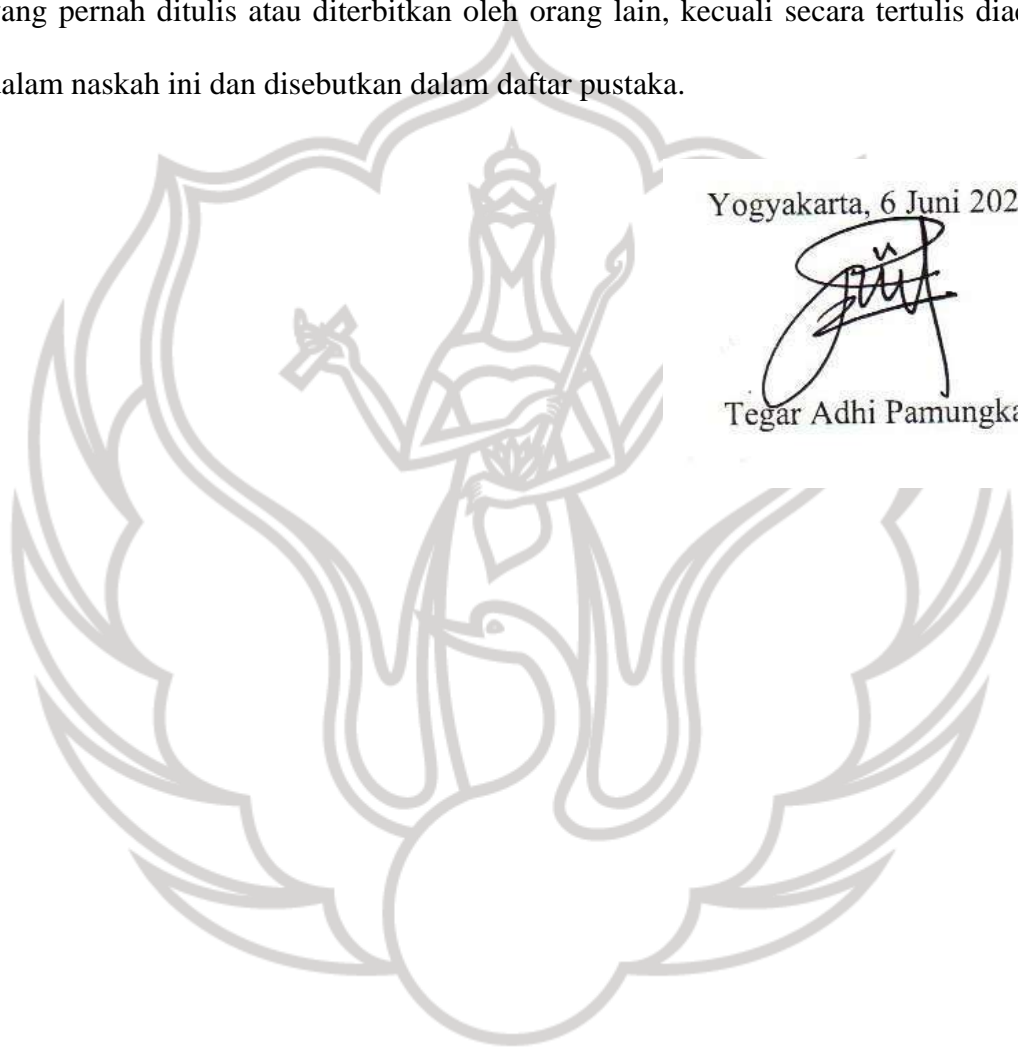 yang pernah ditulis atau diterbitkan oleh orang lain, kecuali secara tertulis diac
dalam naskah ini dan disebutkan dalam daftar pustaka.
Yogyakarta, 6 Juni 202
Tegar Adhi Pamungka